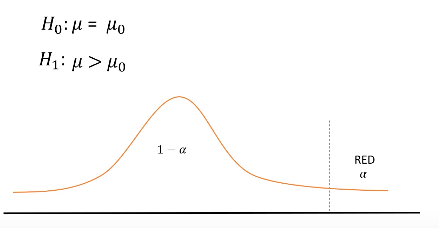 H₀: μ = μ₀
H₁: μ > μ₀
1 − α
RED
α